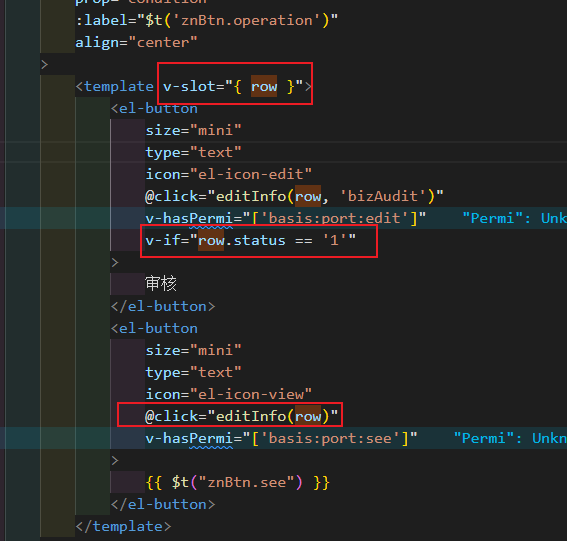 prop="condition"
:label="$t('znBtn.operation')"
align="center"
>
<template v-slot="{ row }">
<el-button
size="mini"
type="text"
icon="el-icon-edit"
@click="editInfo(row, 'bizAudit')"
v-hasPermi="['basis:port:edit']" "Permi": Unk
v-if="row.status == '1'"
>
审核
</el-button>
<el-button
size="mini"
type="text"
icon="el-icon-view"
@click="editInfo(row)"
v-hasPermi="['basis:port:see']" "Permi": Unkn
>
{{ $t("znBtn.see") }}
</el-button>
</template>